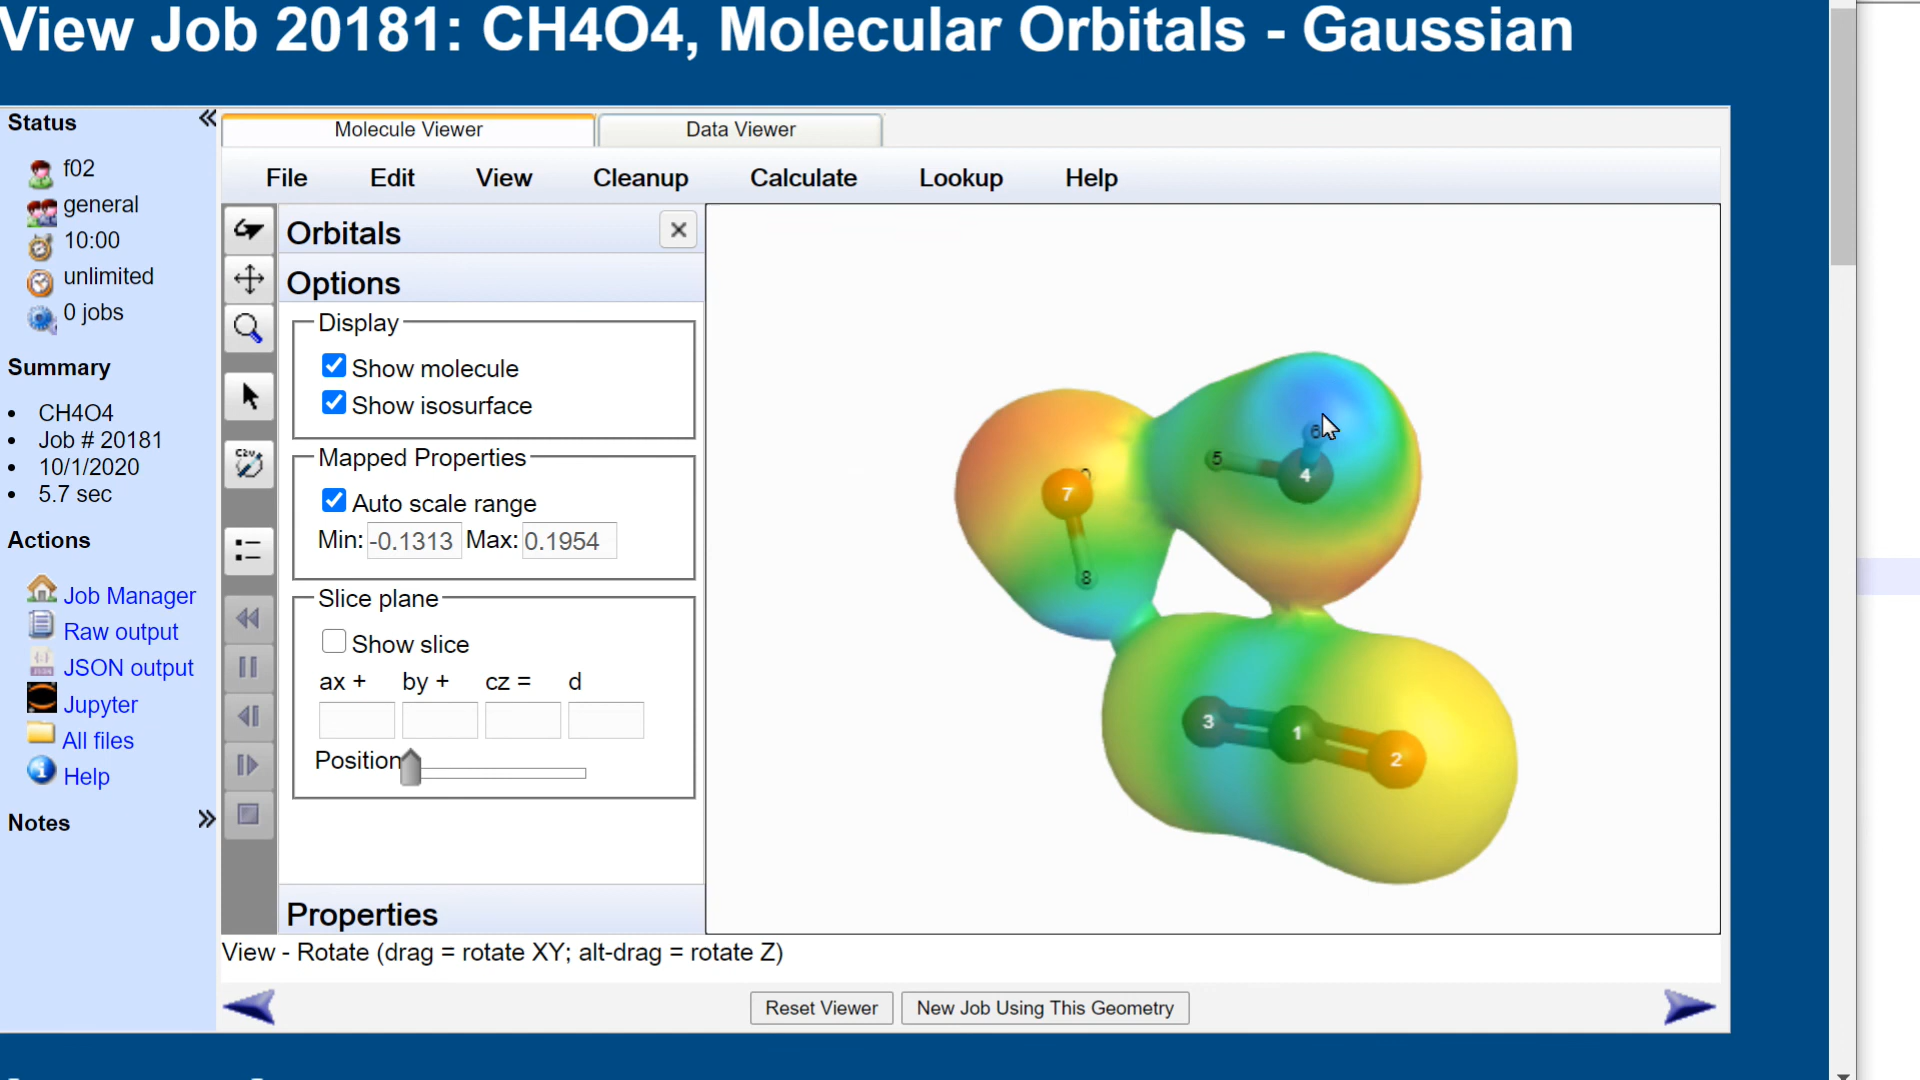 View Job 20181: CH4O4, Molecular Orbitals - Gaussian
Status
f02
general
10:00
unlimited
0 jobs
Summary
CH4O4
Job # 20181
10/1/2020
5.7 sec
Actions
Job Manager
Raw output
JSON output
Jupyter
All files
Help
Notes
Molecule Viewer
Data Viewer
File Edit View Cleanup Calculate Lookup Help
Orbitals
Options
Display
Show molecule
Show isosurface
Mapped Properties
Auto scale range
Min: -0.1313 Max: 0.1954
Slice plane
Show slice
ax + by + cz = d
Position
Properties
C2v
6
5
4
7
8
3
1
2
View - Rotate (drag = rotate XY; alt-drag = rotate Z)
Reset Viewer
New Job Using This Geometry